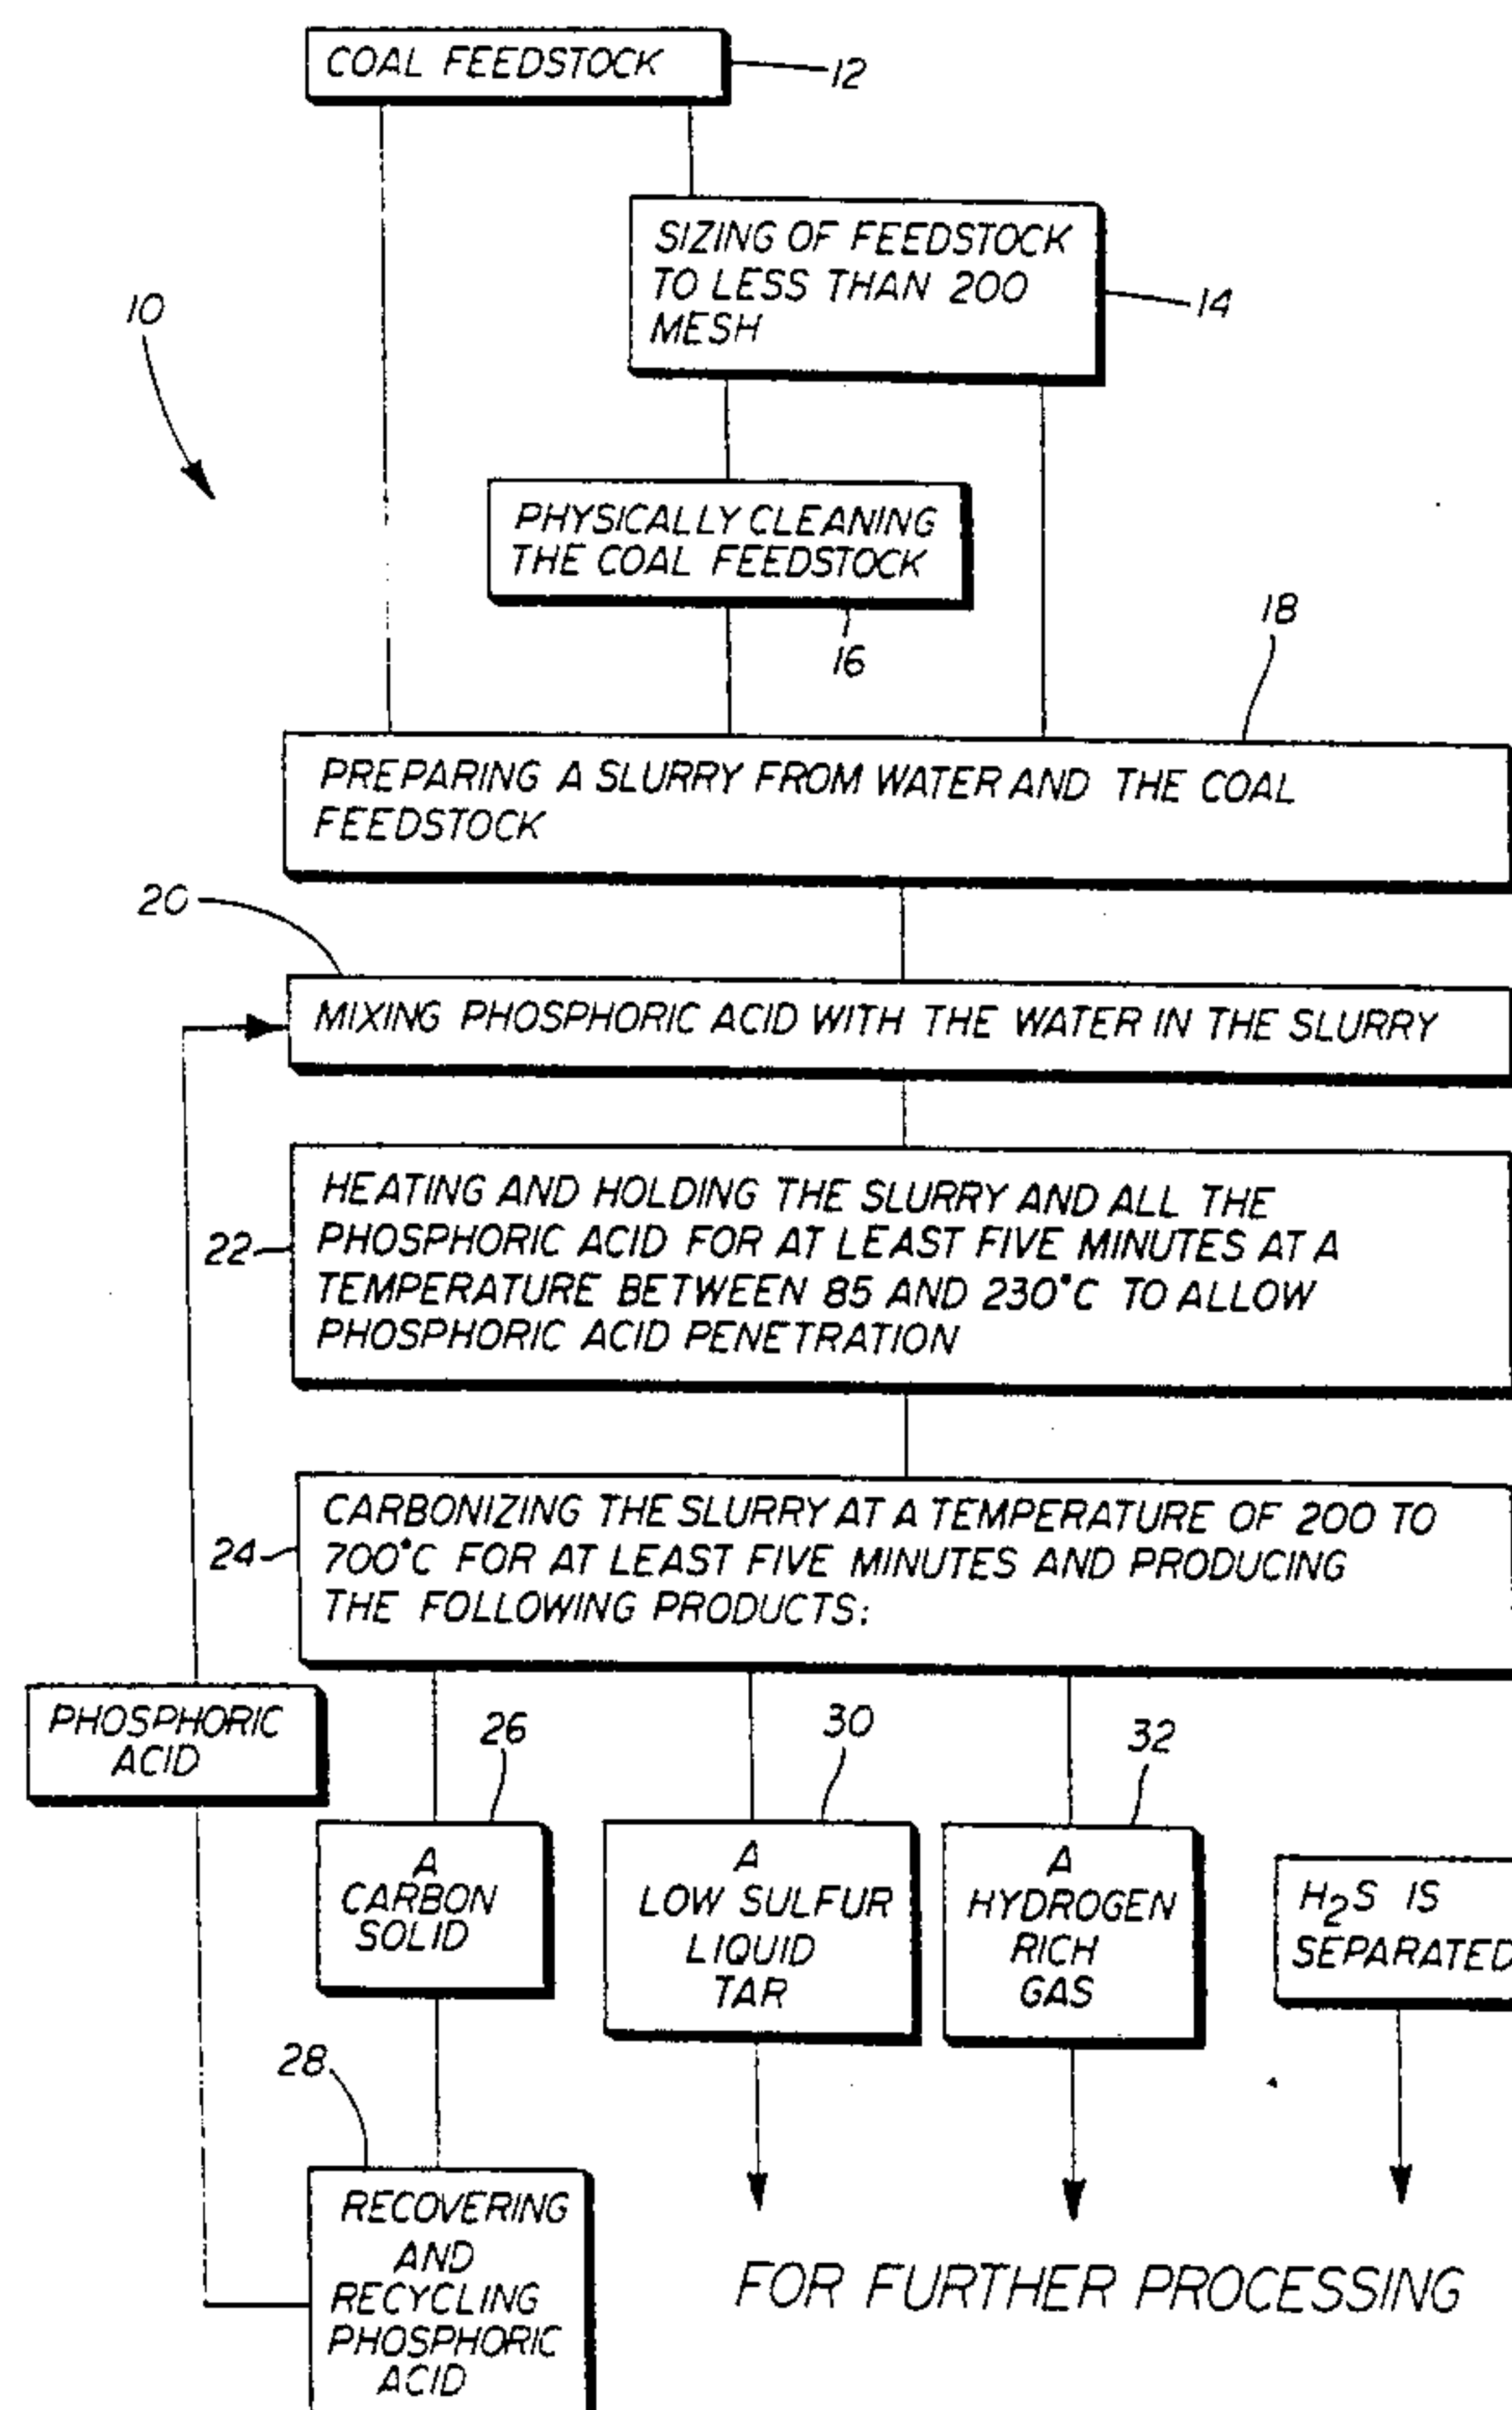 COAL FEEDSTOCK
12
SIZING OF FEEDSTOCK
TO LESS THAN 200
MESH
14
10
PHYSICALLY CLEANING
THE COAL FEEDSTOCK
16
18
PREPARING A SLURRY FROM WATER AND THE COAL
FEEDSTOCK
20
MIXING PHOSPHORIC ACID WITH THE WATER IN THE SLURRY
22
HEATING AND HOLDING THE SLURRY AND ALL THE
PHOSPHORIC ACID FOR AT LEAST FIVE MINUTES AT A
TEMPERATURE BETWEEN 85 AND 230°C TO ALLOW
PHOSPHORIC ACID PENETRATION
24
CARBONIZING THE SLURRY AT A TEMPERATURE OF 200 TO
700°C FOR AT LEAST FIVE MINUTES AND PRODUCING
THE FOLLOWING PRODUCTS:
PHOSPHORIC
ACID
26
30
32
A
CARBON
SOLID
A
LOW SULFUR
LIQUID
TAR
A
HYDROGEN
RICH
GAS
H2S IS
SEPARATED
28
RECOVERING
AND
RECYCLING
PHOSPHORIC
ACID
FOR FURTHER PROCESSING